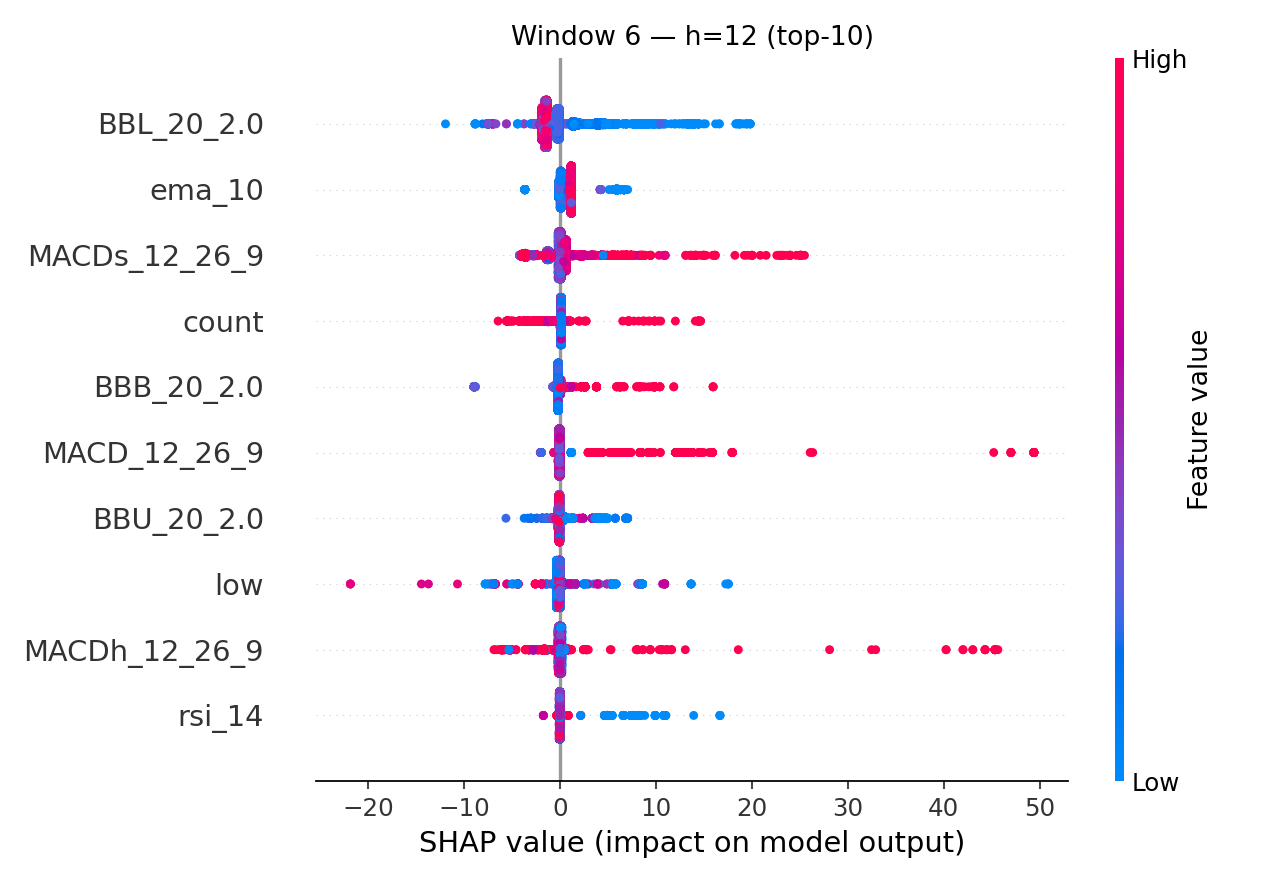 Window 6 — h=12 (top-10)
High
BBL_20_2.0
ema_10
MACDs_12_26_9
count
BBB_20_2.0
MACD_12_26_9
BBU_20_2.0
low
MACDh_12_26_9
rsi_14
Feature value
Low
−20 −10 0 10 20 30 40 50
SHAP value (impact on model output)